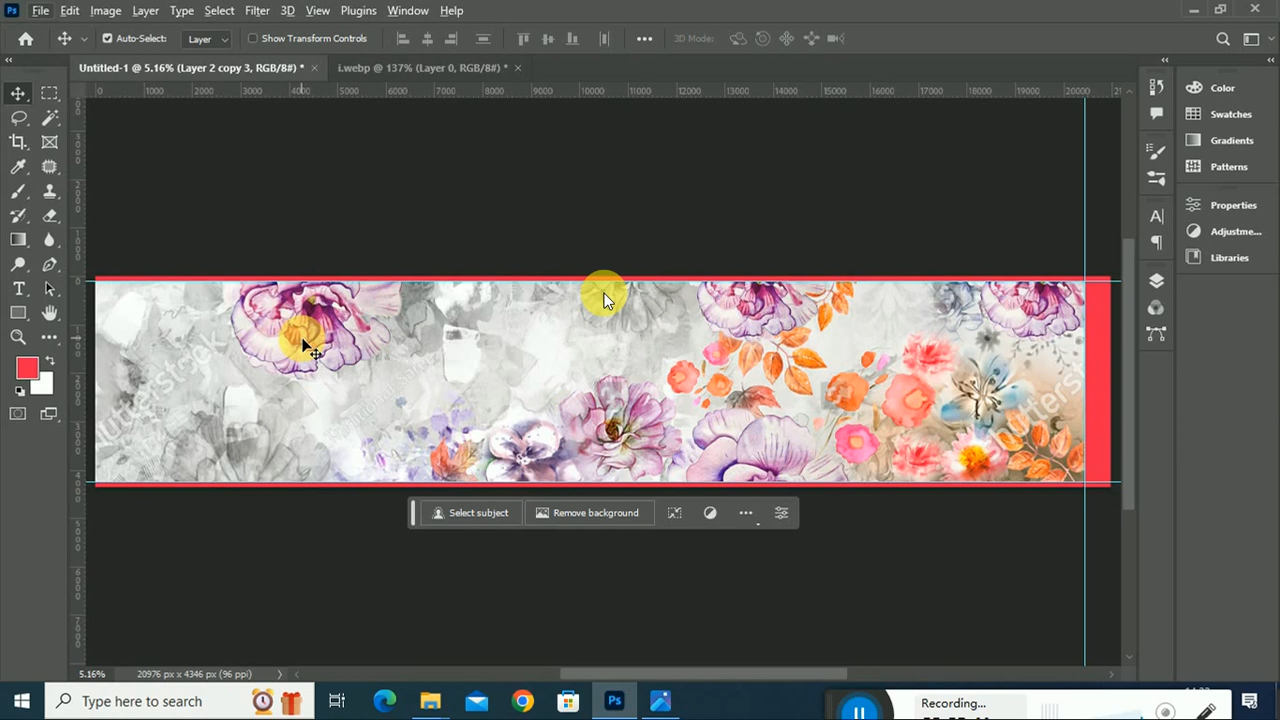 Ps File Edit Image Layer Type Select Filter 3D View Plugins Window Help
Auto-Select: Layer Show Transform Controls 3D Mode:
Untitled-1 @ 5.16% (Layer 2 copy 3, RGB/8#) * × i.webp @ 137% (Layer 0, RGB/8#) * ×
0 1000 2000 3000 4000 5000 6000 7000 8000 9000 10000 11000 12000 13000 14000 15000 16000 17000 18000 19000 20000
Color
Swatches
Gradients
Patterns
Properties
Adjustme...
Libraries
shutterstock
Select subject Remove background
5.16% 20976 px x 4346 px (96 ppi)
Type here to search
Ps
Recording...